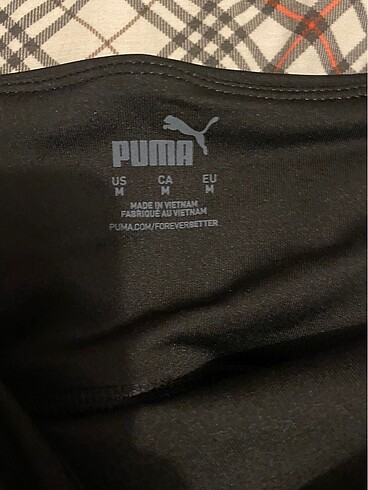 PUMA
US CA EU
M M M
MADE IN VIETNAM
FABRIQUÉ AU VIETNAM
PUMA.COM/FOREVERBETTER